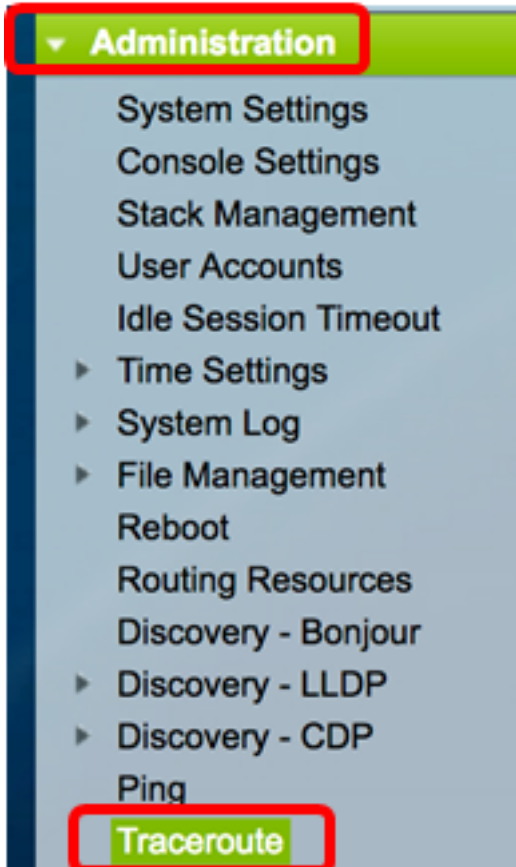 Administration
System Settings
Console Settings
Stack Management
User Accounts
Idle Session Timeout
Time Settings
System Log
File Management
Reboot
Routing Resources
Discovery - Bonjour
Discovery - LLDP
Discovery - CDP
Ping
Traceroute